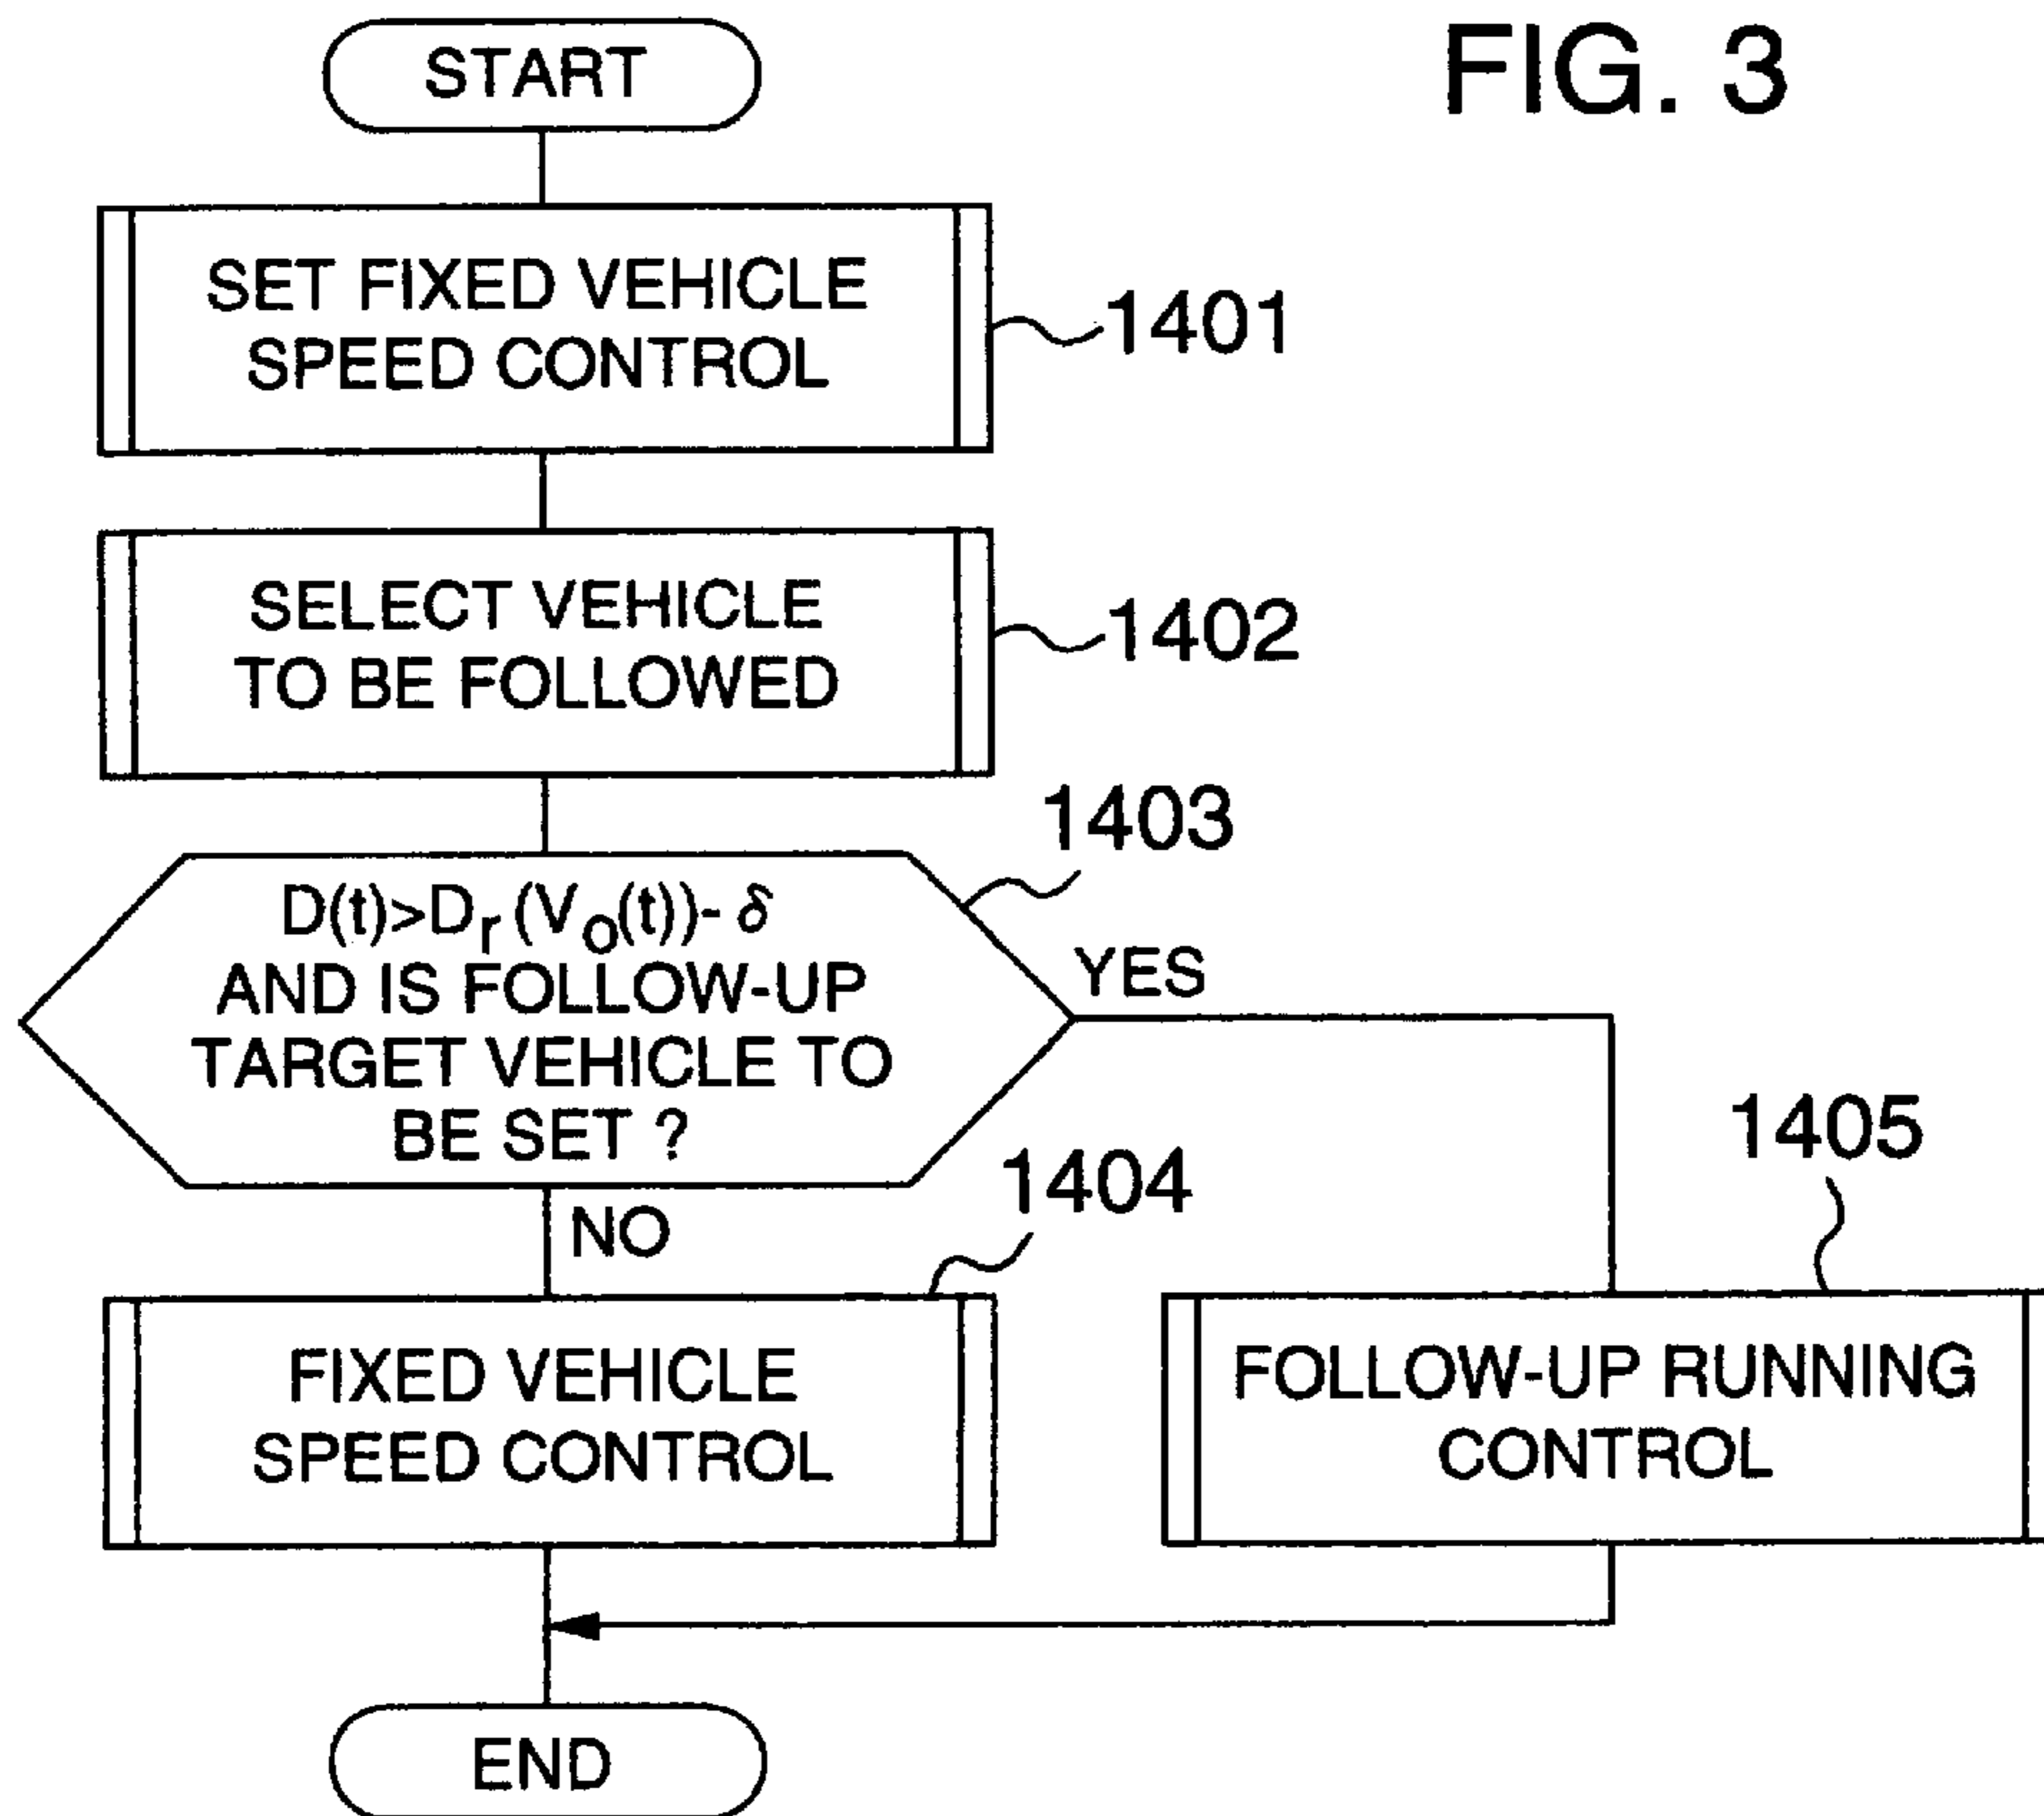 FIG. 3
START
SET FIXED VEHICLE
SPEED CONTROL
1401
SELECT VEHICLE
TO BE FOLLOWED
1402
D(t)>Dr (Vo(t))- δ
AND IS FOLLOW-UP
TARGET VEHICLE TO
BE SET ?
1403
YES
NO
1404
FIXED VEHICLE
SPEED CONTROL
1405
FOLLOW-UP RUNNING
CONTROL
END